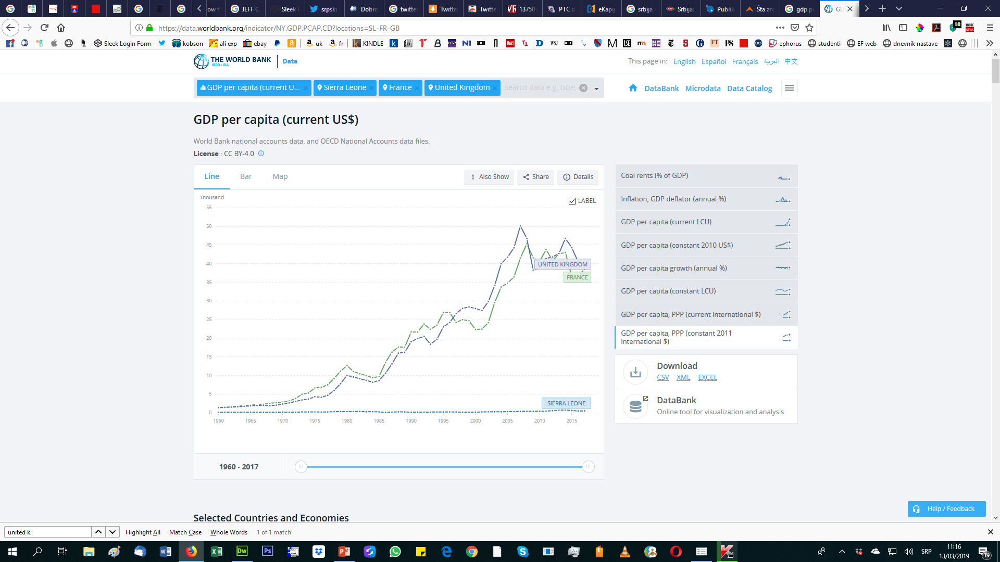 low t
JEFF C
Sleek L
srpski
Dobro
twitter
Twitte
Twitte
13750
PTC ::
eKapij
srbija
Srbija:
Publik
Šta zn
gdp p
GD
https://data.worldbank.org/indicator/NY.GDP.PCAP.CD?locations=SL-FR-GB
18
Sleek Login Form
kobson
ali exp
ebay
uk
fr
KINDLE
ephorus
studenti
EF web
dnevnik nastave
THE WORLD BANK
IBRD • IDA
Data
This page in: English Español Français العربية 中文
GDP per capita (current U...
Sierra Leone
France
United Kingdom
Search data e.g. GDP,
DataBank Microdata Data Catalog
GDP per capita (current US$)
World Bank national accounts data, and OECD National Accounts data files.
License : CC BY-4.0
Line Bar Map
Also Show Share Details
Thousand
LABEL
55
50
45
40
35
30
25
20
15
10
5
0
UNITED KINGDOM
FRANCE
SIERRA LEONE
1960 1965 1970 1975 1980 1985 1990 1995 2000 2005 2010 2015
1960 - 2017
Coal rents (% of GDP)
Inflation, GDP deflator (annual %)
GDP per capita (current LCU)
GDP per capita (constant 2010 US$)
GDP per capita growth (annual %)
GDP per capita (constant LCU)
GDP per capita, PPP (current international $)
GDP per capita, PPP (constant 2011
international $)
Download
CSV XML EXCEL
DataBank
Online tool for visualization and analysis
Selected Countries and Economies
Help / Feedback
united k
Highlight All Match Case Whole Words 1 of 1 match
SRP
11:16
13/03/2019
19